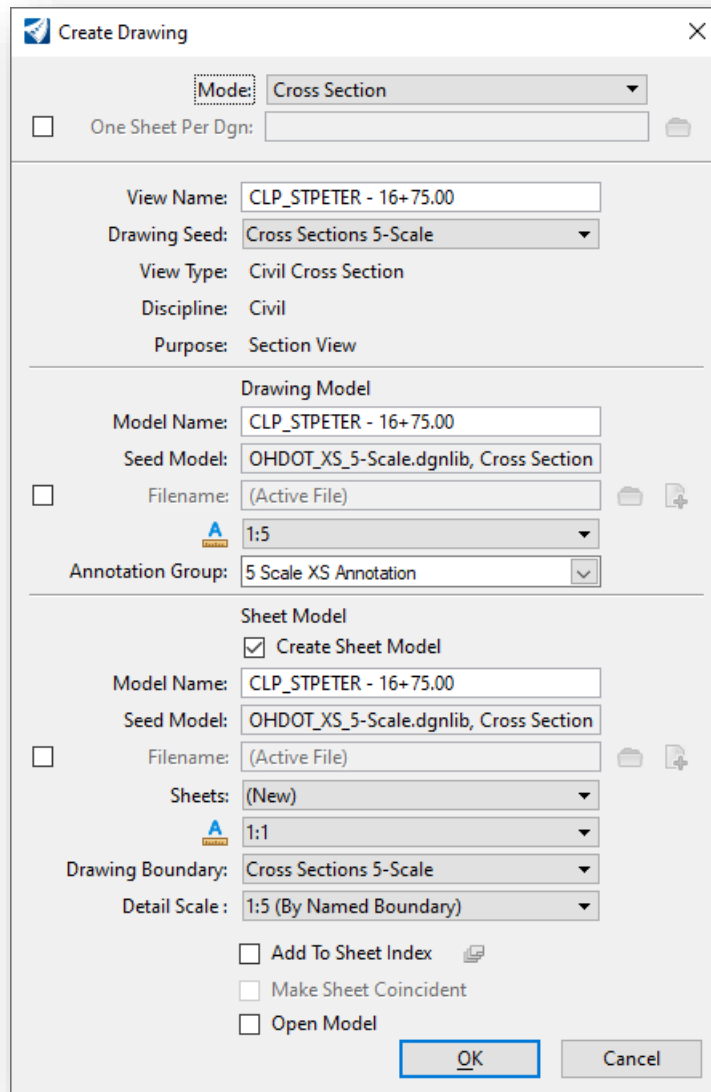 Create Drawing
Mode: Cross Section
One Sheet Per Dgn:
View Name: CLP_STPETER - 16+75.00
Drawing Seed: Cross Sections 5-Scale
View Type: Civil Cross Section
Discipline: Civil
Purpose: Section View
Drawing Model
Model Name: CLP_STPETER - 16+75.00
Seed Model: OHDOT_XS_5-Scale.dgnlib, Cross Section
Filename: (Active File)
A 1:5
Annotation Group: 5 Scale XS Annotation
Sheet Model
Create Sheet Model
Model Name: CLP_STPETER - 16+75.00
Seed Model: OHDOT_XS_5-Scale.dgnlib, Cross Section
Filename: (Active File)
Sheets: (New)
A 1:1
Drawing Boundary: Cross Sections 5-Scale
Detail Scale : 1:5 (By Named Boundary)
Add To Sheet Index
Make Sheet Coincident
Open Model
OK Cancel